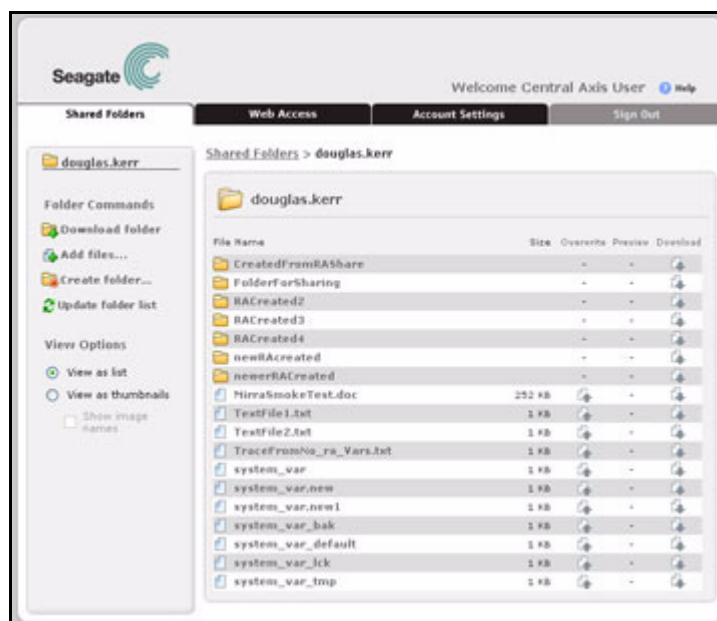 Seagate
Welcome Central Axis User Help
Shared Folders Web Access Account Settings Sign Out
douglas.kerr
Folder Commands
Download folder
Add files...
Create folder...
Update folder list
View Options
View as list
View as thumbnails
Show image names
Shared Folders > douglas.kerr
douglas.kerr
File Name Size Overwrite Preview Download
CreatedFromRAShare - -
FolderForSharing - -
RACreated2 - -
RACreated3 - -
RACreated4 - -
newRAcreated - -
newerRACreated - -
MirraSmokeTest.doc 252 KB -
TextFile1.txt 1 KB -
TextFile2.txt 1 KB -
TraceFromNo_ra_Vars.txt 1 KB -
system_var 1 KB -
system_var.new 1 KB -
system_var.new1 1 KB -
system_var_bak 1 KB -
system_var_default 1 KB -
system_var_lck 1 KB -
system_var_tmp 1 KB -